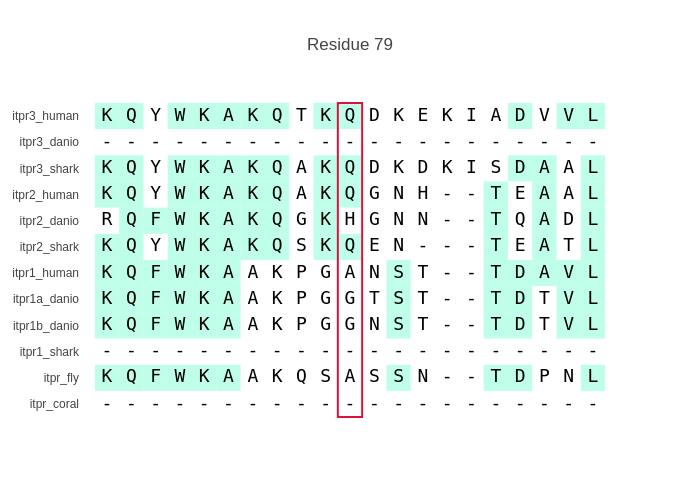 Residue 79
itpr3_human K Q Y W K A K Q T K Q D K E K I A D V V L
itpr3_danio - - - - - - - - - - - - - - - - - - - - -
itpr3_shark K Q Y W K A K Q A K Q D K D K I S D A A L
itpr2_human K Q Y W K A K Q A K Q G N H - - T E A A L
itpr2_danio R Q F W K A K Q G K H G N N - - T Q A D L
itpr2_shark K Q Y W K A K Q S K Q E N - - - T E A T L
itpr1_human K Q F W K A A K P G A N S T - - T D A V L
itpr1a_danio K Q F W K A A K P G G T S T - - T D T V L
itpr1b_danio K Q F W K A A K P G G N S T - - T D T V L
itpr1_shark - - - - - - - - - - - - - - - - - - - - -
itpr_fly K Q F W K A A K Q S A S S N - - T D P N L
itpr_coral - - - - - - - - - - - - - - - - - - - - -